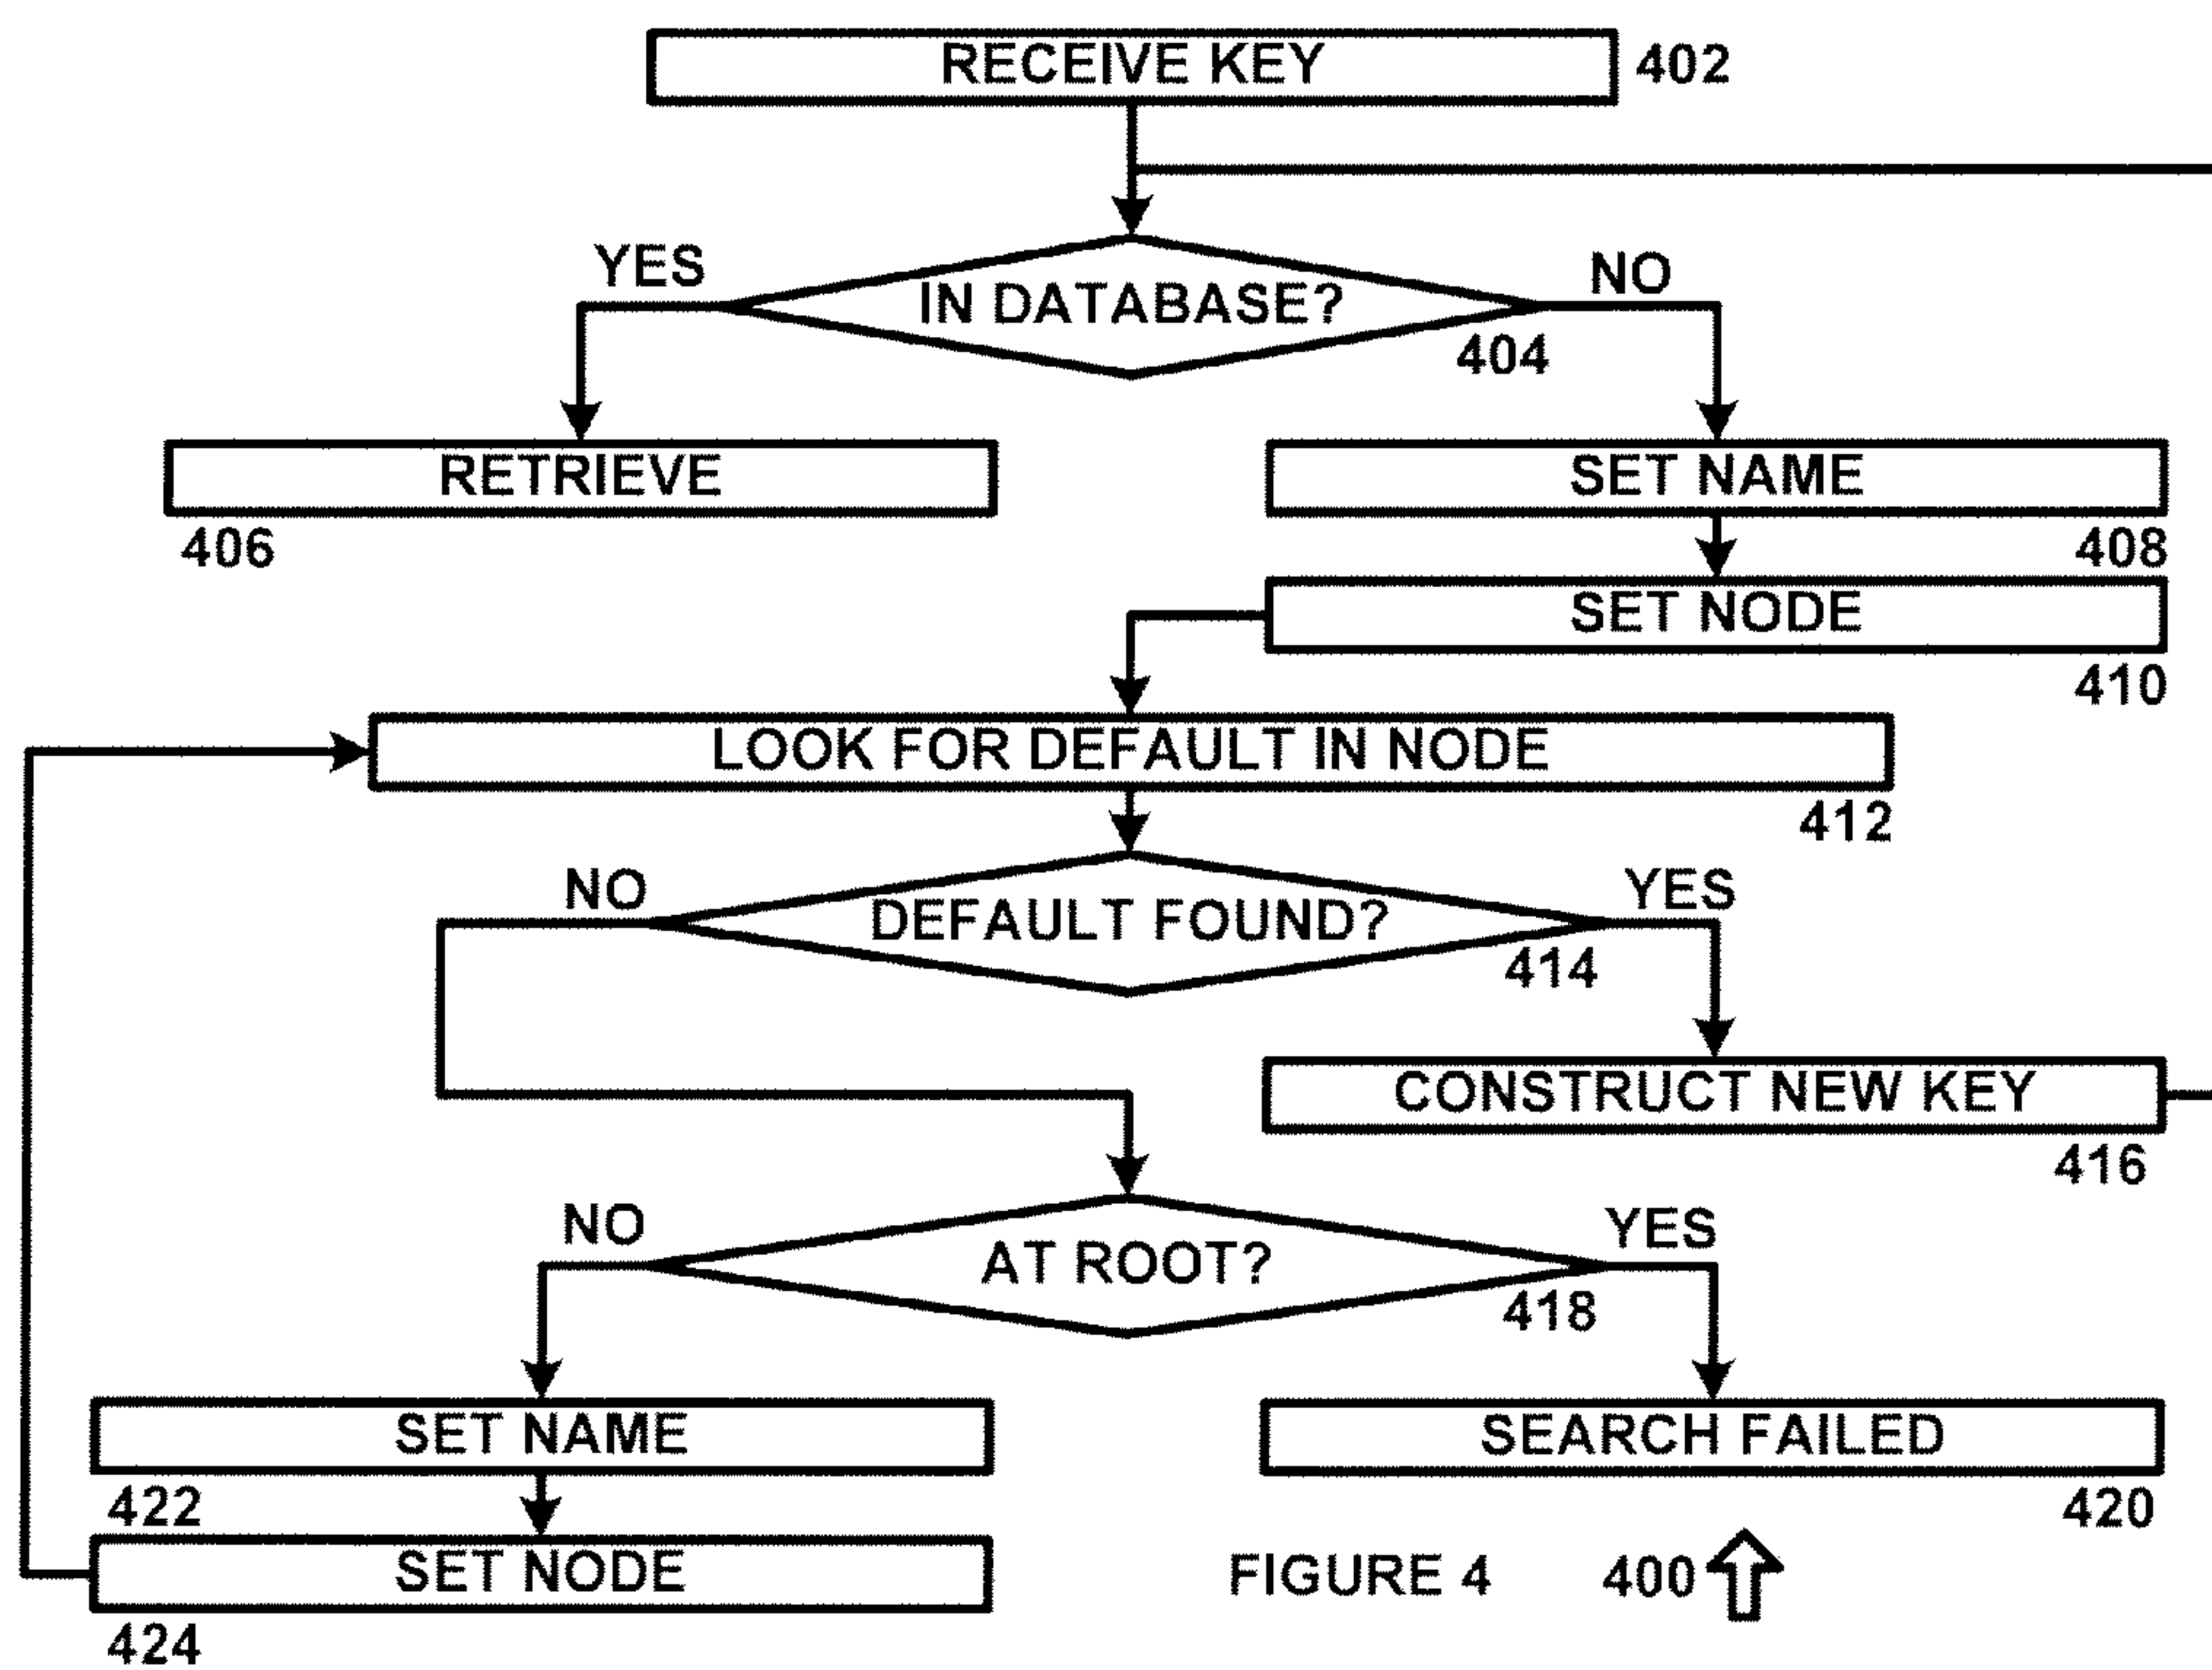 RECEIVE KEY 402
YES
NO
IN DATABASE?
404
RETRIEVE
SET NAME
406
408
SET NODE
410
LOOK FOR DEFAULT IN NODE
412
NO
YES
DEFAULT FOUND?
414
CONSTRUCT NEW KEY
416
NO
YES
AT ROOT?
418
SET NAME
SEARCH FAILED
422
420
SET NODE
FIGURE 4 400
424